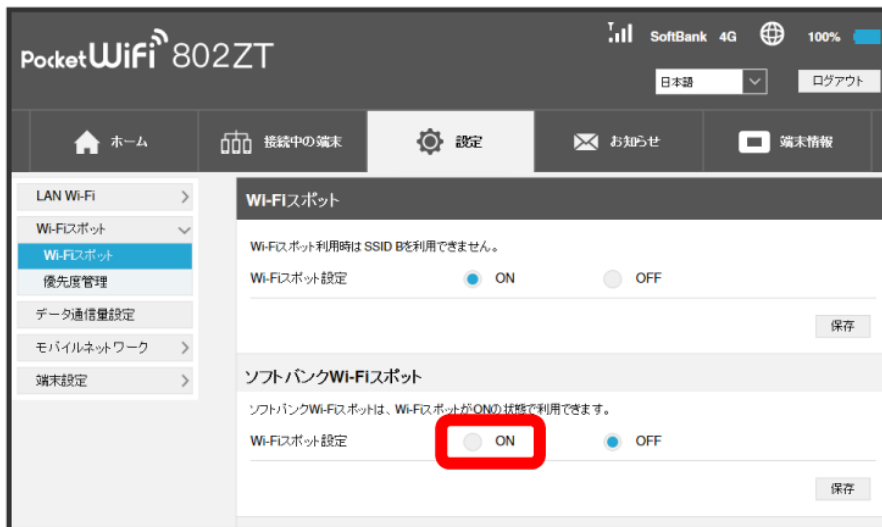 SoftBank 4G 100%
Pocket WiFi 802ZT
日本語 ログアウト
ホーム 接続中の端末 設定 お知らせ 端末情報
LAN Wi-Fi
Wi-Fiスポット
Wi-Fiスポット
優先度管理
データ通信量設定
モバイルネットワーク
端末設定
Wi-Fiスポット
Wi-Fiスポット利用時は SSID Bを利用できません。
Wi-Fiスポット設定 ON OFF
保存
ソフトバンクWi-Fiスポット
ソフトバンクWi-Fiスポットは、Wi-FiスポットがONの状態で利用できます。
Wi-Fiスポット設定 ON OFF
保存